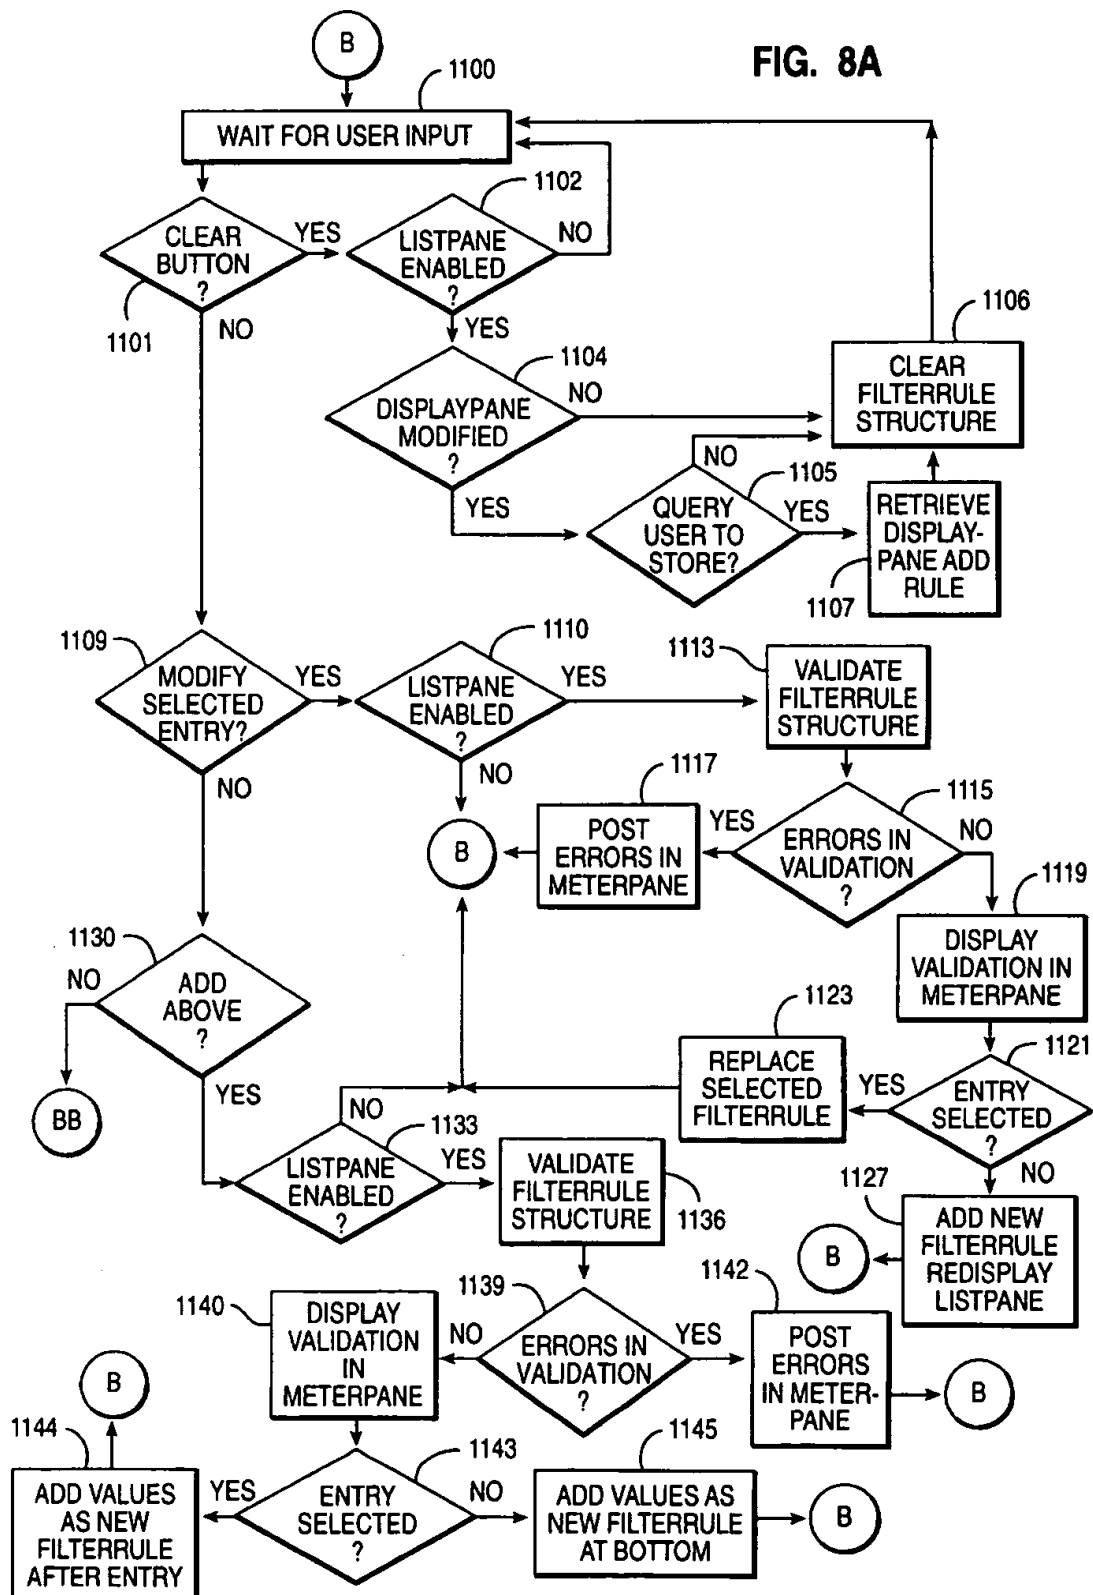 B
FIG. 8A
1100
WAIT FOR USER INPUT
1102
CLEAR
BUTTON
?
YES
LISTPANE
ENABLED
?
NO
1101
NO
YES
1106
1104
CLEAR
FILTERRULE
STRUCTURE
DISPLAYPANE
MODIFIED
?
NO
YES
NO
1105
QUERY
USER TO
STORE?
YES
RETRIEVE
DISPLAY-
PANE ADD
RULE
1107
1109
MODIFY
SELECTED
ENTRY?
YES
1110
LISTPANE
ENABLED
?
YES
1113
VALIDATE
FILTERRULE
STRUCTURE
NO
NO
1117
1115
B
POST
ERRORS IN
METERPANE
YES
ERRORS IN
VALIDATION
?
NO
1119
DISPLAY
VALIDATION IN
METERPANE
1130
NO
ADD
ABOVE
?
1123
1121
YES
REPLACE
SELECTED
FILTERRULE
YES
ENTRY
SELECTED
?
BB
NO
1133
LISTPANE
ENABLED
?
YES
VALIDATE
FILTERRULE
STRUCTURE
1136
NO
1127
ADD NEW
FILTERRULE
REDISPLAY
LISTPANE
B
1140
DISPLAY
VALIDATION
IN
METERPANE
NO
1139
ERRORS IN
VALIDATION
?
YES
1142
POST
ERRORS
IN METER-
PANE
B
B
1144
1143
1145
ADD VALUES
AS NEW
FILTERRULE
AFTER ENTRY
YES
ENTRY
SELECTED
?
NO
ADD VALUES AS
NEW FILTERRULE
AT BOTTOM
B